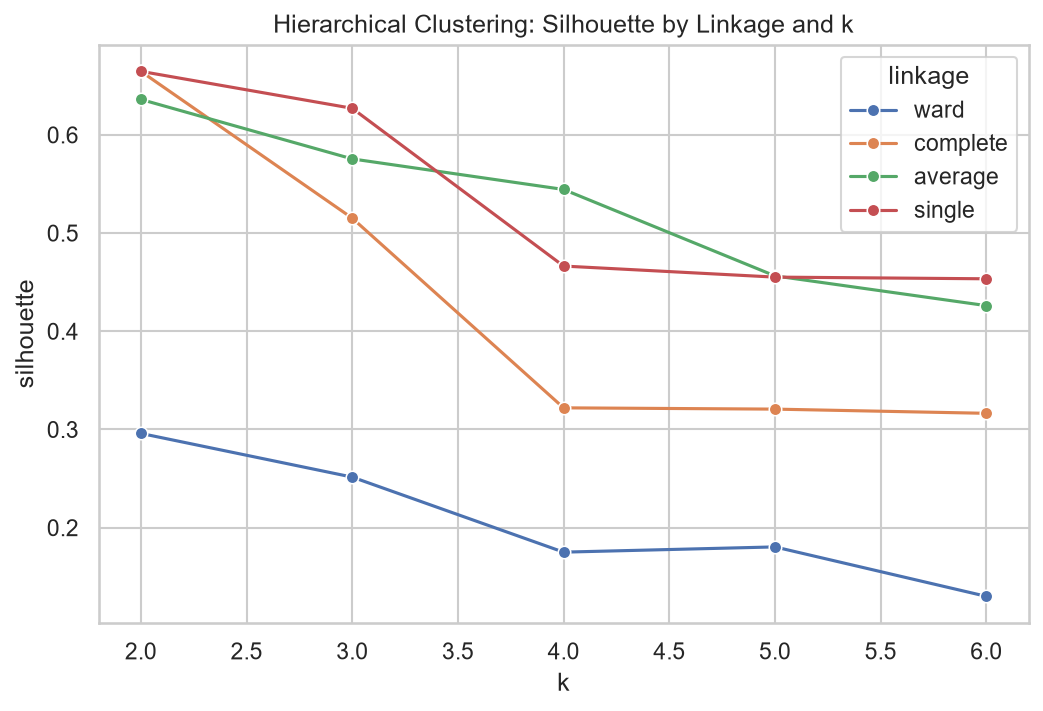 Hierarchical Clustering: Silhouette by Linkage and k
linkage
ward
complete
average
single
silhouette
0.6
0.5
0.4
0.3
0.2
2.0 2.5 3.0 3.5 4.0 4.5 5.0 5.5 6.0
k